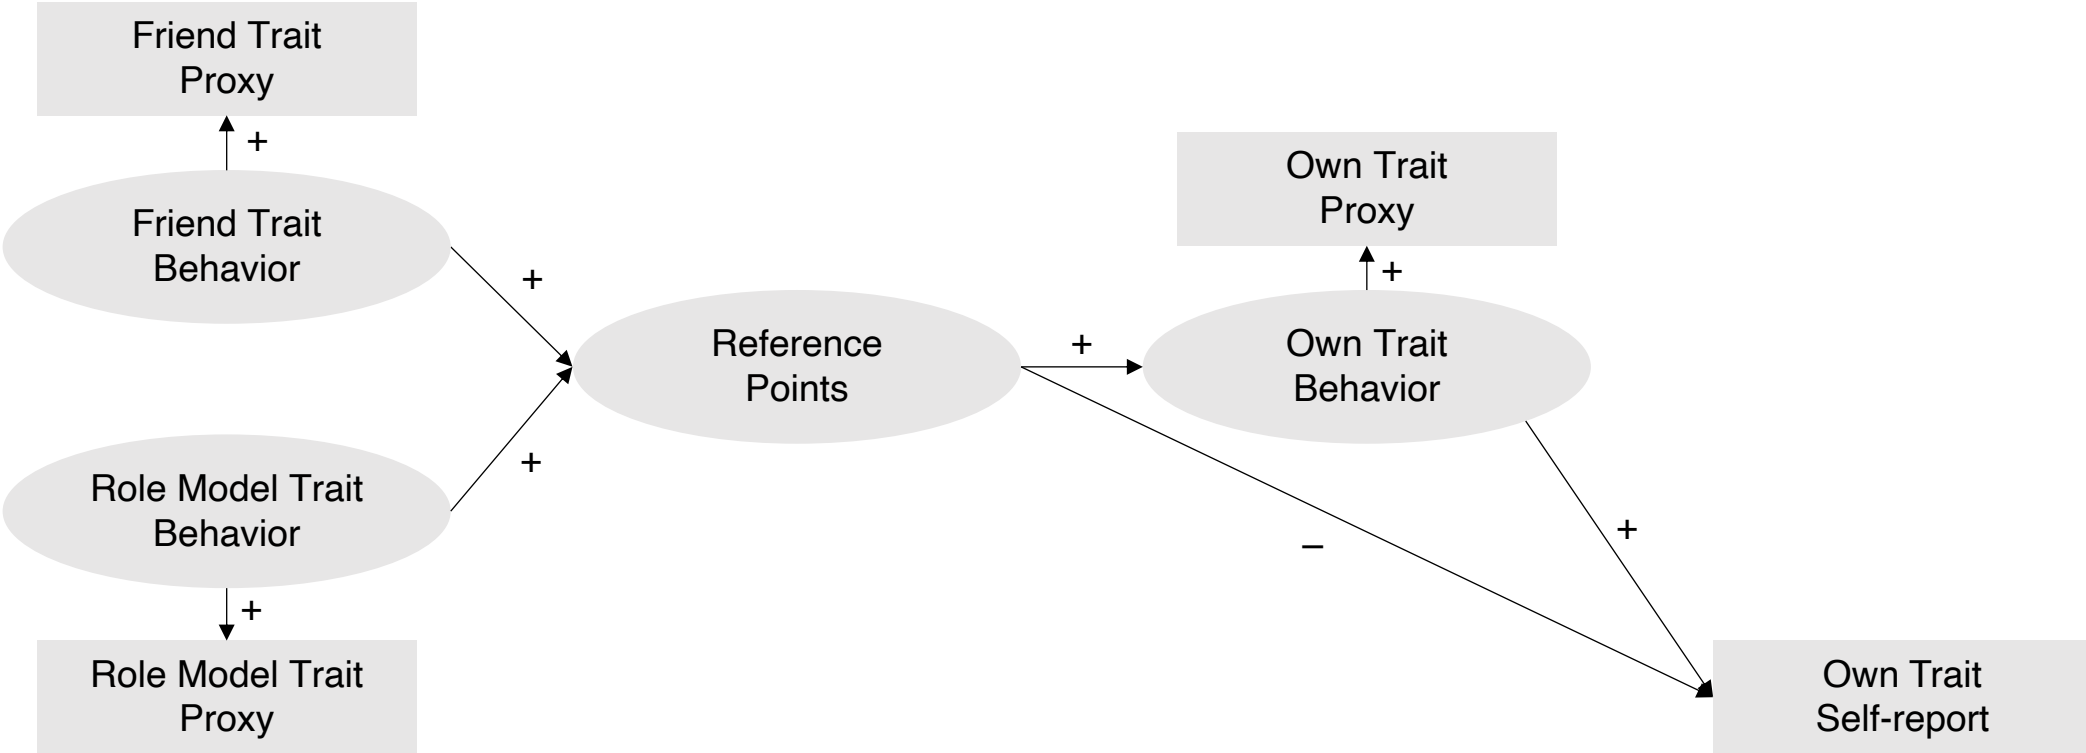 Friend Trait
Proxy
+
Friend Trait
Behavior
+
Role Model Trait
Behavior
+
+
Role Model Trait
Proxy
Reference
Points
+
–
Own Trait
Proxy
+
Own Trait
Behavior
+
Own Trait
Self-report